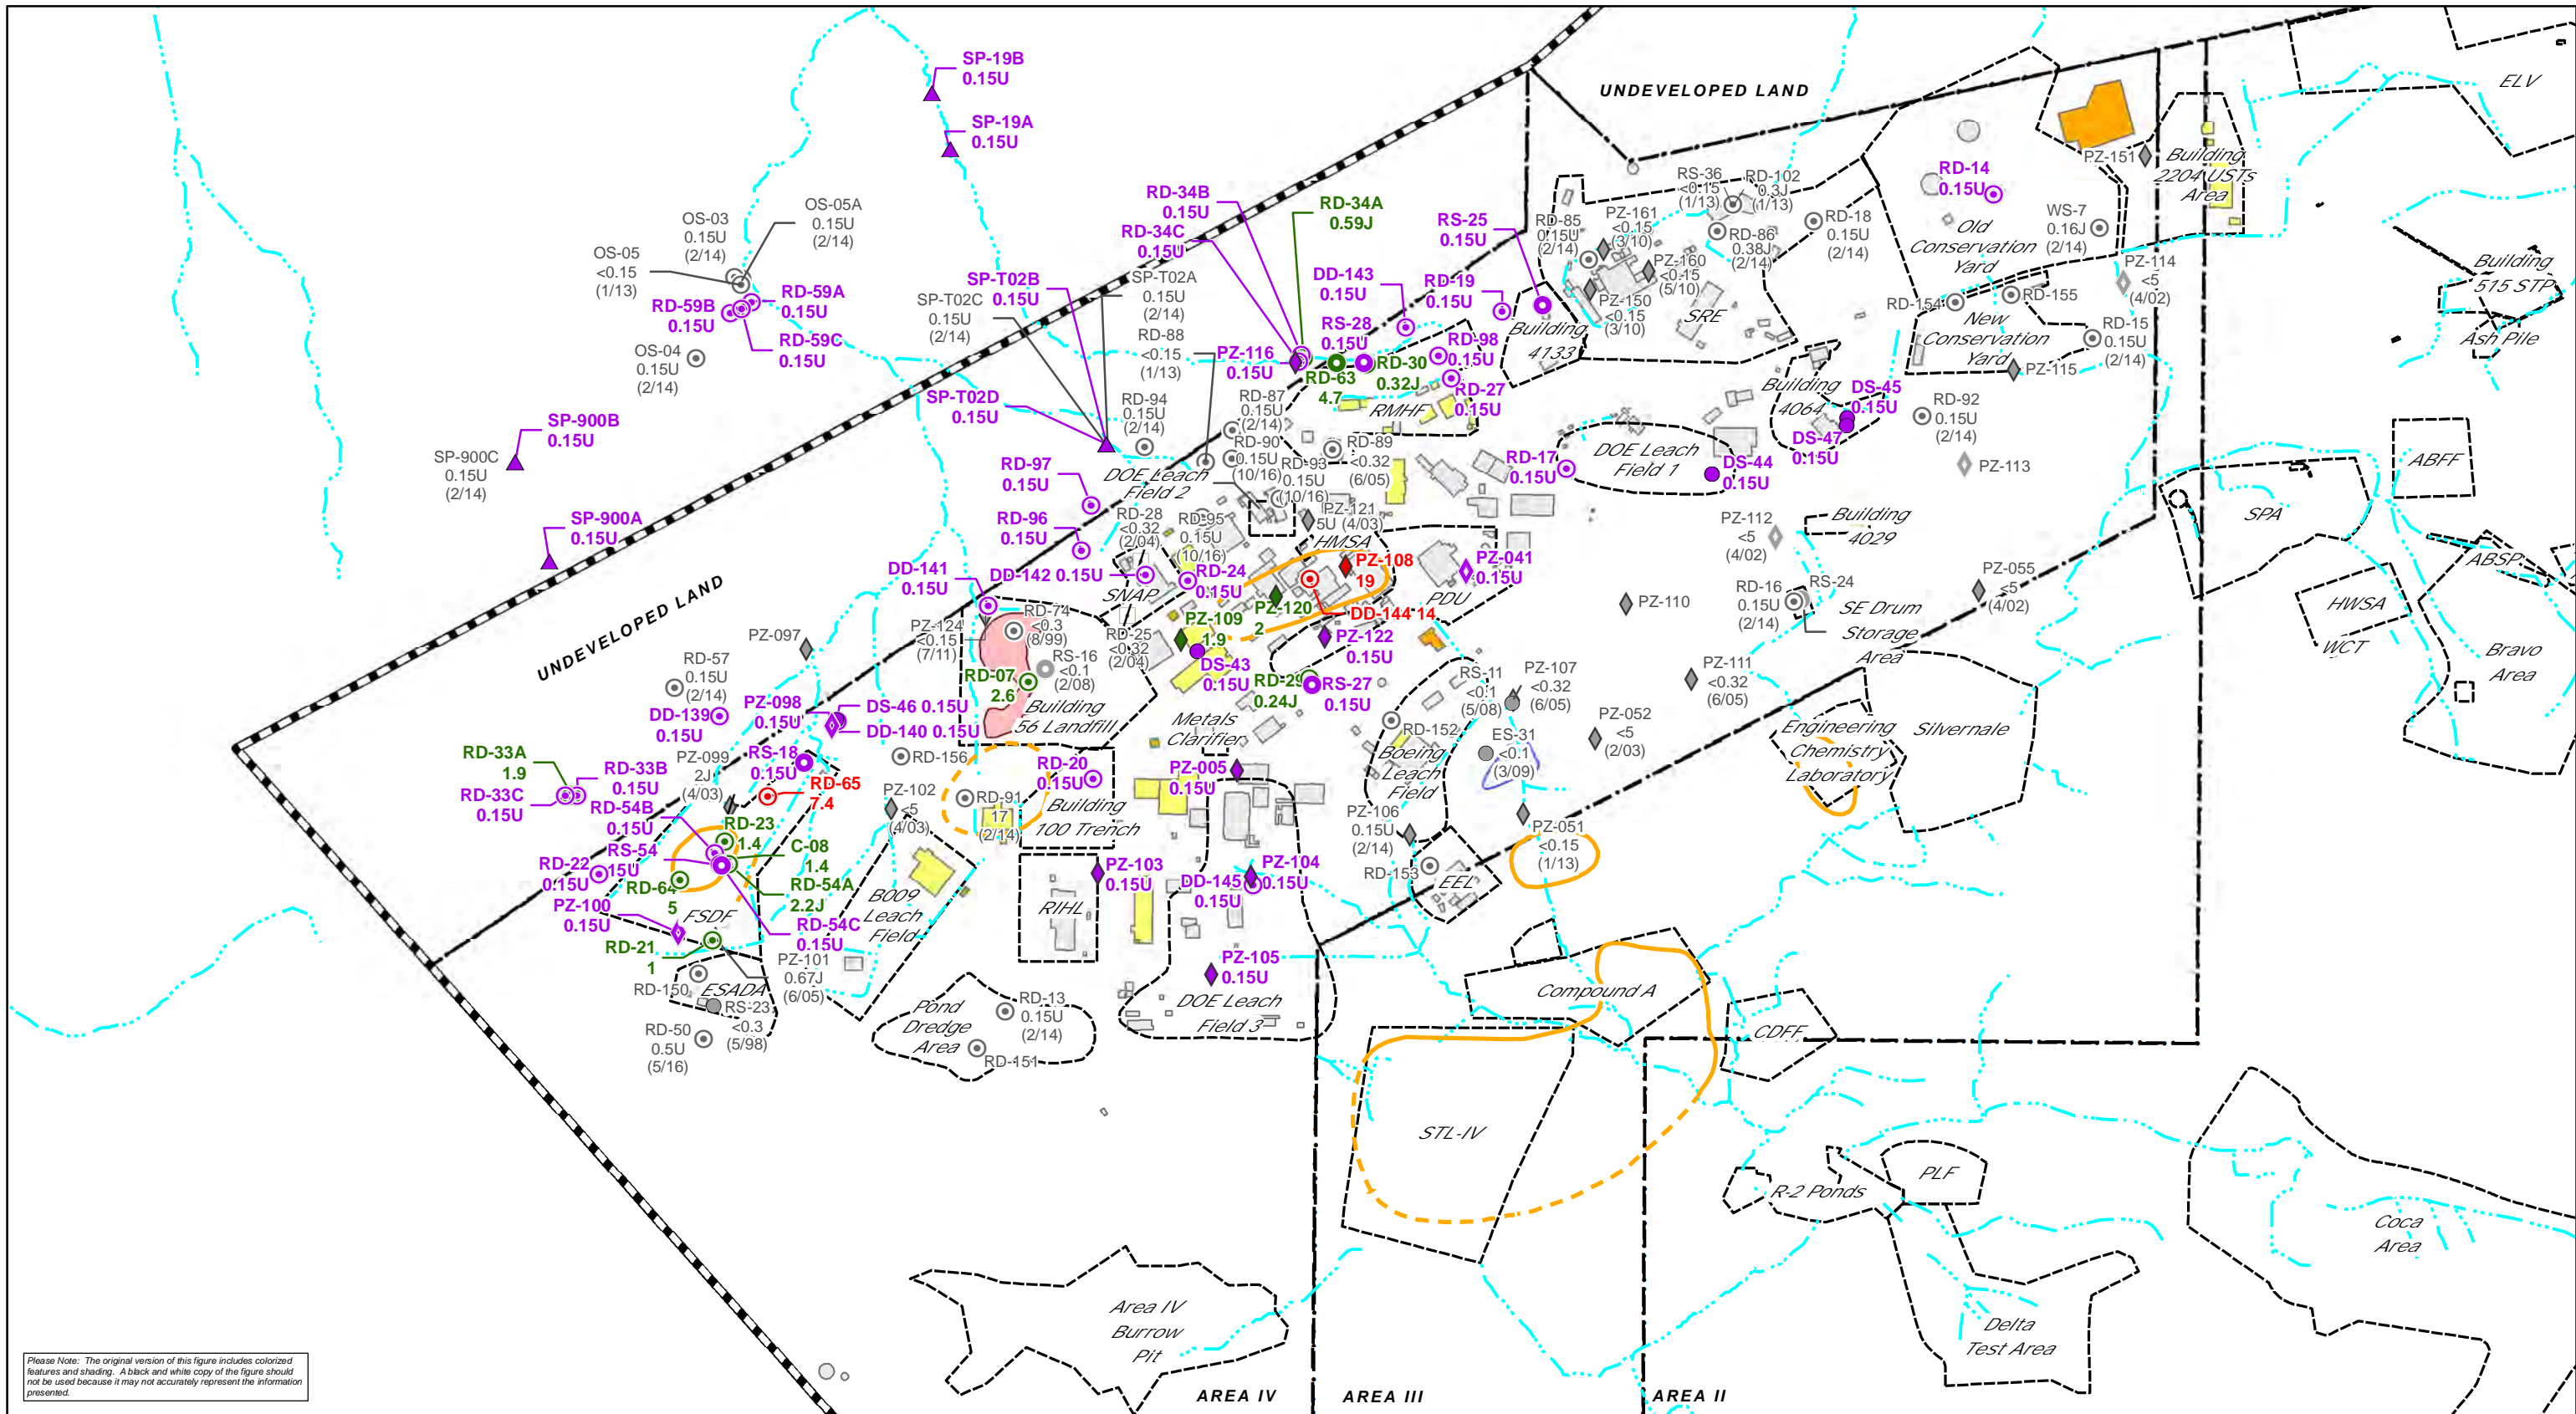 SP-19B
0.15U
SP-19A
0.15U
UNDEVELOPED LAND
ELV
OS-03
0.15U
(2/14)
OS-05A
0.15U
(2/14)
OS-05
<0.15
(1/13)
RD-59B
0.15U
RD-59A
0.15U
RD-59C
0.15U
OS-04
0.15U
(2/14)
RD-34B
0.15U
RD-34C
0.15U
RD-34A
0.59J
RS-25
0.15U
RD-85
0.15U
(2/14)
PZ-161
<0.15
(3/10)
RS-36
<0.15
(1/13)
RD-102
0.3J
(1/13)
RD-86
0.38J
(2/14)
RD-18
0.15U
(2/14)
PZ-160
<0.15
(5/10)
PZ-150
<0.15
(3/10)
SRE
RD-14
0.15U
Old
Conservation
Yard
PZ-151
Building
2204 USTs
Area
WS-7
0.16J
(2/14)
PZ-114
<5
(4/02)
Building
515 STP
Ash Pile
RD-154
RD-155
New
Conservation
Yard
RD-15
0.15U
(2/14)
PZ-115
SP-T02B
0.15U
SP-T02A
0.15U
(2/14)
SP-T02C
0.15U
(2/14)
RD-88
<0.15
(1/13)
DD-143
0.15U
RD-19
0.15U
RS-28
0.15U
RD-98
0.15U
Building
4133
PZ-116
0.15U
RD-63
4.7
RD-30
0.32J
RD-27
0.15U
RMHF
SP-T02D
0.15U
RD-94
0.15U
(2/14)
RD-87
0.15U
(2/14)
RD-90
0.15U
(10/16)
RD-89
<0.32
(6/05)
RD-93
0.15U
(10/16)
Building
4064
DS-45
0.15U
DS-47
0.15U
RD-92
0.15U
(2/14)
PZ-113
SP-900B
0.15U
SP-900C
0.15U
(2/14)
SP-900A
0.15U
RD-97
0.15U
RD-96
0.15U
DOE Leach
Field 2
RD-17
0.15U
DOE Leach
Field 1
DS-44
0.15U
ABFF
SPA
RD-28
<0.32
(2/04)
RD-95
0.15U
(10/16)
PZ-121
5U (4/03)
HMSA
PZ-112
<5
(4/02)
Building
4029
ABSP
DD-141
0.15U
DD-142 0.15U
RD-24
0.15U
SNAP
PZ-108
19
PZ-041
0.15U
PDU
DD-144 14
PZ-120
2
PZ-109
1.9
PZ-122
0.15U
PZ-110
RD-16
0.15U
(2/14)
RS-24
SE Drum
Storage
Area
PZ-055
<5
(4/02)
HWSA
WCT
Bravo
Area
UNDEVELOPED LAND
PZ-097
PZ-124
<0.15
(7/11)
RD-74
<0.3
(8/99)
RD-25
<0.32
(2/04)
RS-16
<0.1
(2/08)
RD-07
2.6
Building
56 Landfill
DS-43
0.15U
RD-29
0.24J
RS-27
0.15U
RS-11
<0.1
(5/08)
PZ-107
<0.32
(6/05)
PZ-111
<0.32
(6/05)
RD-57
0.15U
(2/14)
DD-139
0.15U
PZ-098
0.15U
DS-46 0.15U
DD-140 0.15U
Metals
Clarifier
RD-152
Boeing
Leach
Field
ES-31
<0.1
(3/09)
PZ-052
<5
(2/03)
Engineering
Chemistry
Laboratory
Silvernale
RD-33A
1.9
RD-33B
0.15U
RD-33C
0.15U
PZ-099
2J
(4/03)
RS-18
0.15U
RD-65
7.4
RD-156
PZ-102
<5
(4/03)
RD-91
17
(2/14)
RD-20
0.15U
Building
100 Trench
PZ-005
0.15U
RD-54B
0.15U
RD-23
1.4
C-08
1.4
RS-54
RD-22
0.15U
RD-64
5
RD-54A
2.2J
RD-54C
0.15U
PZ-100
0.15U
FSDF
RD-21
1
B009
Leach
Field
RIHL
PZ-103
0.15U
PZ-104
0.15U
DD-145
0.15U
PZ-106
0.15U
(2/14)
RD-153
EEL
PZ-051
<0.15
(1/13)
PZ-101
0.67J
(6/05)
RD-150
ESADA
RS-23
<0.3
(5/98)
RD-50
0.5U
(5/16)
Pond
Dredge
Area
RD-13
0.15U
(2/14)
RD-151
PZ-105
0.15U
DOE Leach
Field 3
Compound A
CDFF
STL-IV
R-2 Ponds
PLF
Coca
Area
Delta
Test Area
Area IV
Burrow
Pit
AREA IV
AREA III
AREA II
Please Note: The original version of this figure includes colorized
features and shading. A black and white copy of the figure should
not be used because it may not accurately represent the information
presented.